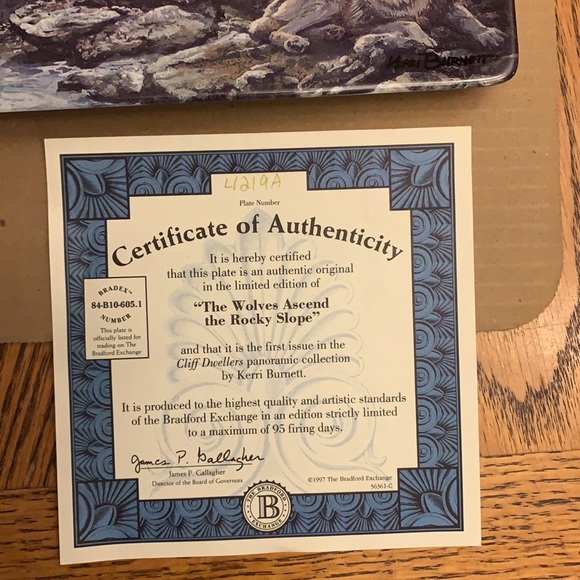 Kerri Burnett
4219A
Plate Number
Certificate of Authenticity
It is hereby certified
that this plate is an authentic original
in the limited edition of
"The Wolves Ascend
the Rocky Slope"
BRADEX™
84-B10-605.1
NUMBER
This plate is
officially listed for
trading on The
Bradford Exchange
and that it is the first issue in the
Cliff Dwellers panoramic collection
by Kerri Burnett.
It is produced to the highest quality and artistic standards
of the Bradford Exchange in an edition strictly limited
to a maximum of 95 firing days.
James P. Gallagher
James P. Gallagher
Director of the Board of Governors
©1997 The Bradford Exchange
56361-C
THE BRADFORD
B
EXCHANGE